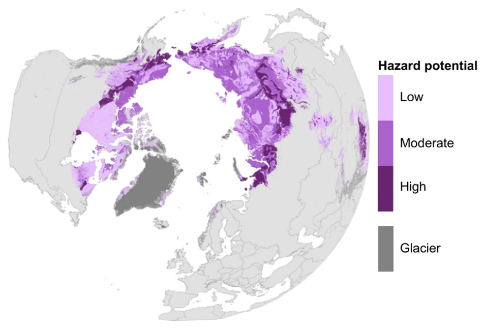 Hazard potential
Low
Moderate
High
Glacier